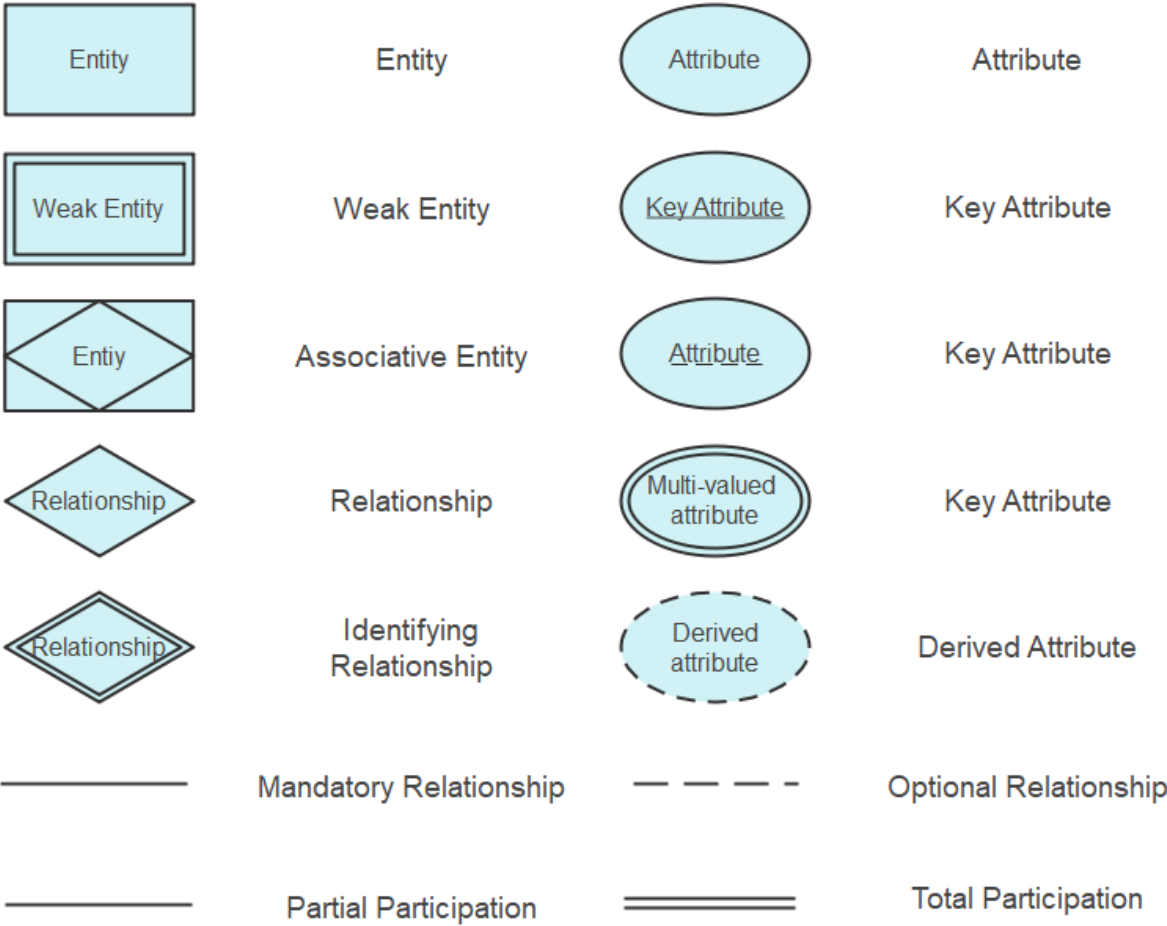 Entity
Entity
Attribute
Attribute
Weak Entity
Weak Entity
Key Attribute
Key Attribute
Entiy
Associative Entity
Attribute
Key Attribute
Relationship
Relationship
Multi-valued
attribute
Key Attribute
Relationship
Identifying
Relationship
Derived
attribute
Derived Attribute
Mandatory Relationship
Optional Relationship
Partial Participation
Total Participation